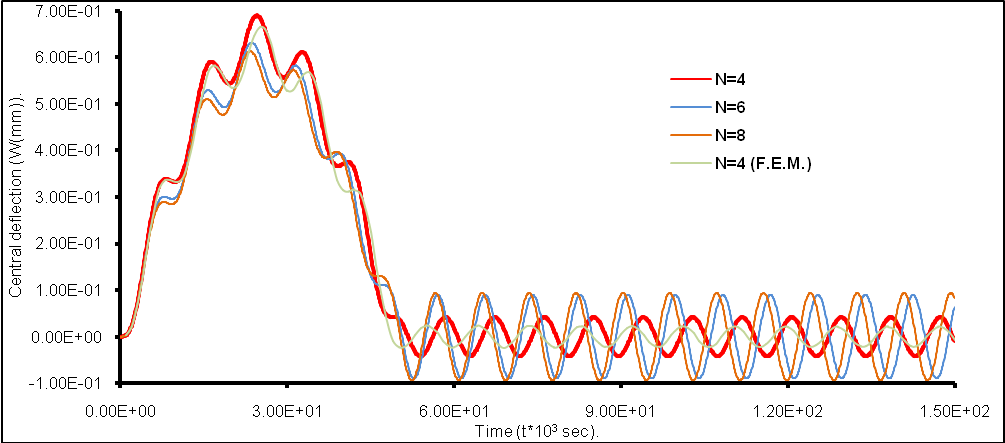 7.00E-01
6.00E-01
5.00E-01
4.00E-01
3.00E-01
2.00E-01
1.00E-01
0.00E+00
-1.00E-01
Central deflection (W(mm)).
N=4
N=6
N=8
N=4 (F.E.M.)
0.00E+00 3.00E+01 6.00E+01 9.00E+01 1.20E+02 1.50E+02
Time (t*10³ sec).